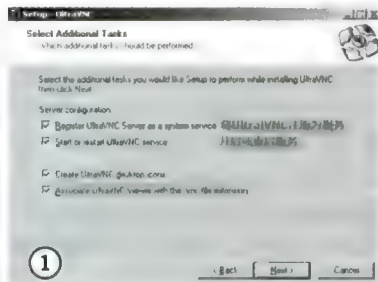 Setup - UltraVNC
Select Additional Tasks
Which additional tasks should be performed
Select the additional tasks you would like Setup to perform while installing UltraVNC
then click Next
Server configuration
Register UltraVNC Server as a system service
Start or restart UltraVNC service
Create UltraVNC desktop icons
Associate UltraVNC Viewer with the .vnc file extension
①
< Back
Next >
Cancel